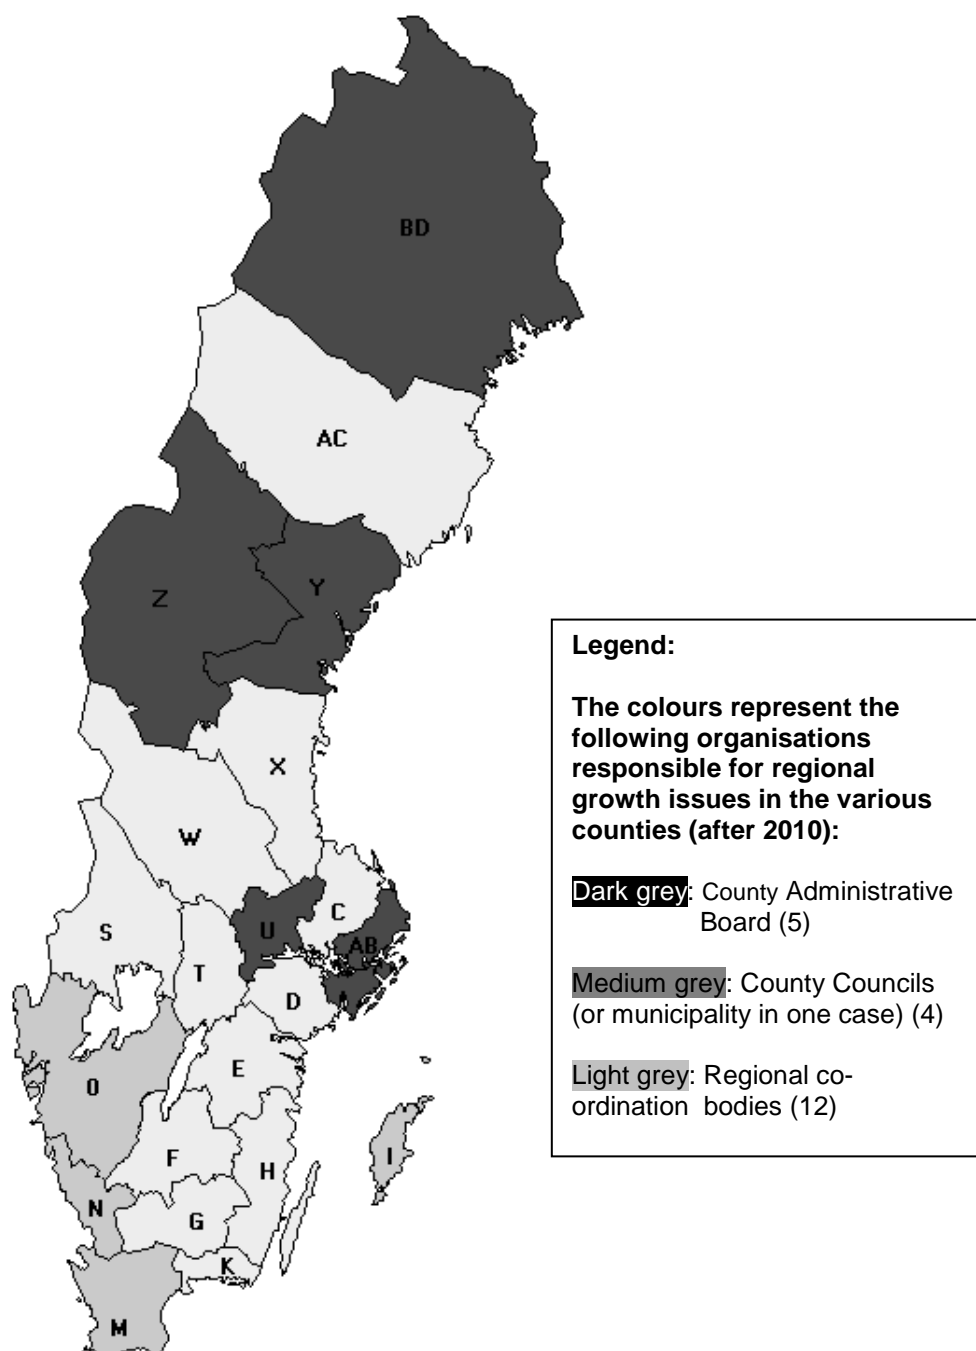 BD
AC
Z
Y
X
W
U
C
AB
S
T
A
D
E
O
F
H
I
N
G
K
M
Legend:
The colours represent the
following organisations
responsible for regional
growth issues in the various
counties (after 2010):
Dark grey: County Administrative
Board (5)
Medium grey: County Councils
(or municipality in one case) (4)
Light grey: Regional co-
ordination bodies (12)